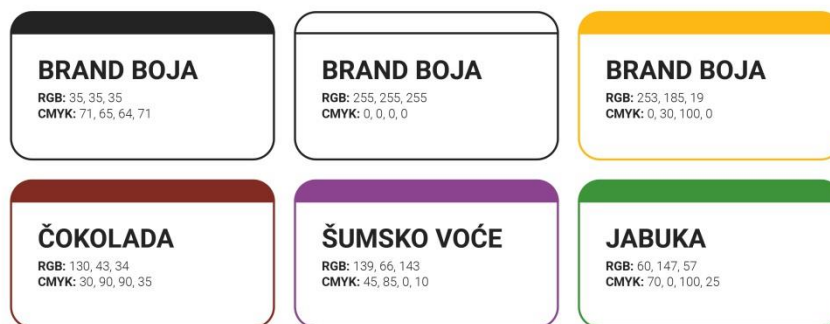 BRAND BOJA
RGB: 35, 35, 35
CMYK: 71, 65, 64, 71
BRAND BOJA
RGB: 255, 255, 255
CMYK: 0, 0, 0, 0
BRAND BOJA
RGB: 253, 185, 19
CMYK: 0, 30, 100, 0
ČOKOLADA
RGB: 130, 43, 34
CMYK: 30, 90, 90, 35
ŠUMSKO VOĆE
RGB: 139, 66, 143
CMYK: 45, 85, 0, 10
JABUKA
RGB: 60, 147, 57
CMYK: 70, 0, 100, 25